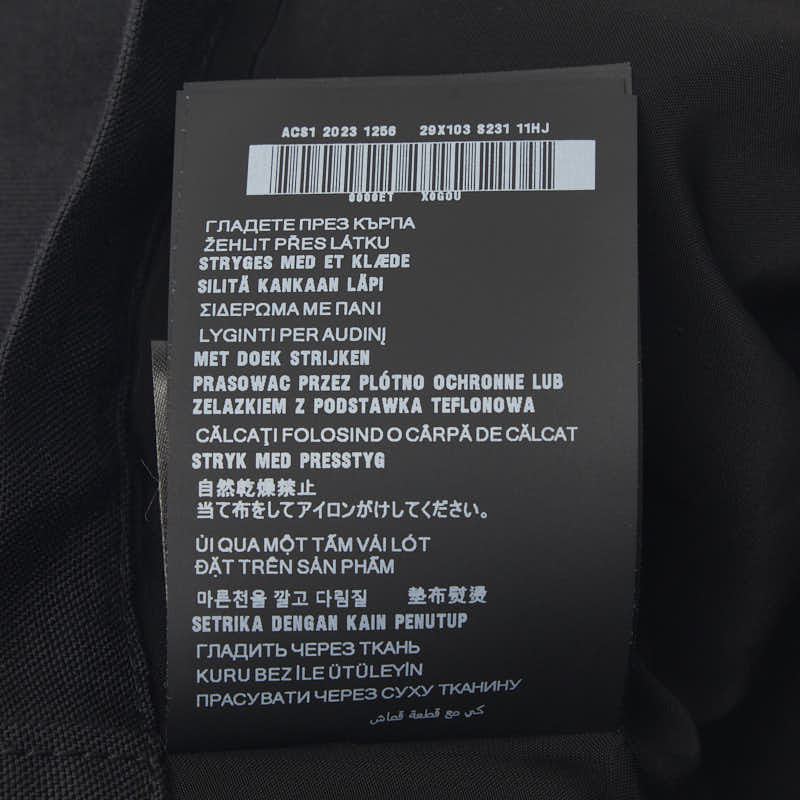 ACS1 2023 1256 29X103 S231 11HJ
0000ET X0GOU
ГЛАДЕТЕ ПРЕЗ КЪРПА
ŽEHLIT PŘES LÁTKU
STRYGES MED ET KLÆDE
SILITÄ KANKAAN LÄPI
ΣΙΔΕΡΩΜΑ ΜΕ ΠΑΝΙ
LYGINTI PER AUDINĮ
MET DOEK STRIJKEN
PRASOWAC PRZEZ PLÓTNO OCHRONNE LUB
ZELAZKIEM Z PODSTAWKA TEFLONOWA
CĂLCAŢI FOLOSIND O CÂRPĂ DE CĂLCAT
STRYK MED PRESSTYG
自然乾燥禁止
当て布をしてアイロンがけしてください。
ỦI QUA MỘT TẤM VẢI LÓT
ĐẶT TRÊN SẢN PHẨM
마른천을 깔고 다림질 墊布熨燙
SETRIKA DENGAN KAIN PENUTUP
ГЛАДИТЬ ЧЕРЕЗ ТКАНЬ
KURU BEZ İLE ÜTÜLEYİN
ПРАСУВАТИ ЧЕРЕЗ СУХУ ТКАНИНУ
كي مع قطعة قماش